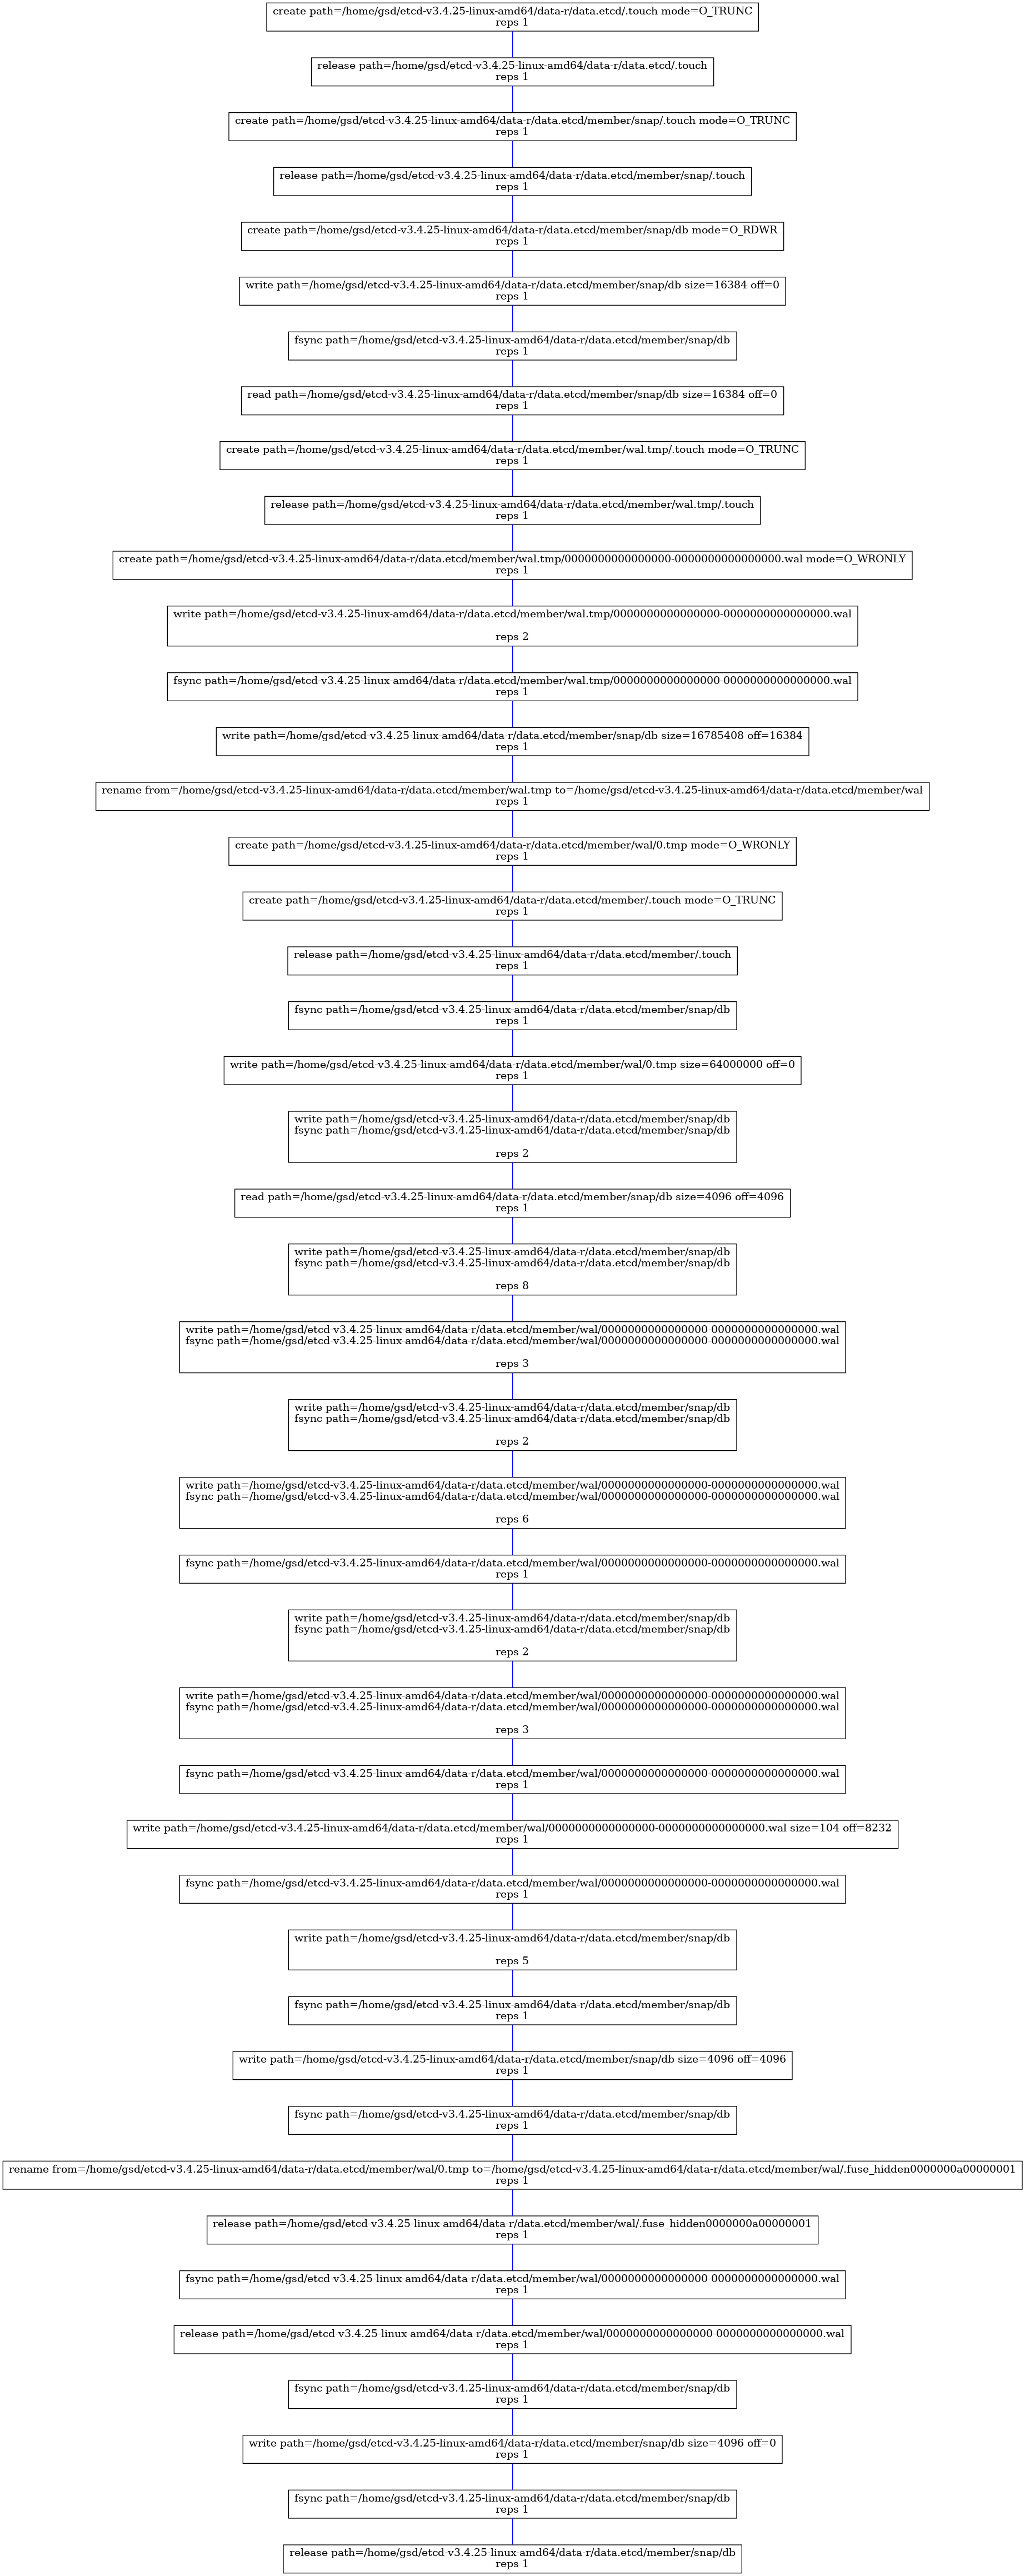 create path=/home/gsd/etcd-v3.4.25-linux-amd64/data-r/data.etcd/.touch mode=O_TRUNC
reps 1
release path=/home/gsd/etcd-v3.4.25-linux-amd64/data-r/data.etcd/.touch
reps 1
create path=/home/gsd/etcd-v3.4.25-linux-amd64/data-r/data.etcd/member/snap/.touch mode=O_TRUNC
reps 1
release path=/home/gsd/etcd-v3.4.25-linux-amd64/data-r/data.etcd/member/snap/.touch
reps 1
create path=/home/gsd/etcd-v3.4.25-linux-amd64/data-r/data.etcd/member/snap/db mode=O_RDWR
reps 1
write path=/home/gsd/etcd-v3.4.25-linux-amd64/data-r/data.etcd/member/snap/db size=16384 off=0
reps 1
fsync path=/home/gsd/etcd-v3.4.25-linux-amd64/data-r/data.etcd/member/snap/db
reps 1
read path=/home/gsd/etcd-v3.4.25-linux-amd64/data-r/data.etcd/member/snap/db size=16384 off=0
reps 1
create path=/home/gsd/etcd-v3.4.25-linux-amd64/data-r/data.etcd/member/wal.tmp/.touch mode=O_TRUNC
reps 1
release path=/home/gsd/etcd-v3.4.25-linux-amd64/data-r/data.etcd/member/wal.tmp/.touch
reps 1
create path=/home/gsd/etcd-v3.4.25-linux-amd64/data-r/data.etcd/member/wal.tmp/0000000000000000-0000000000000000.wal mode=O_WRONLY
reps 1
write path=/home/gsd/etcd-v3.4.25-linux-amd64/data-r/data.etcd/member/wal.tmp/0000000000000000-0000000000000000.wal
reps 2
fsync path=/home/gsd/etcd-v3.4.25-linux-amd64/data-r/data.etcd/member/wal.tmp/0000000000000000-0000000000000000.wal
reps 1
write path=/home/gsd/etcd-v3.4.25-linux-amd64/data-r/data.etcd/member/snap/db size=16785408 off=16384
reps 1
rename from=/home/gsd/etcd-v3.4.25-linux-amd64/data-r/data.etcd/member/wal.tmp to=/home/gsd/etcd-v3.4.25-linux-amd64/data-r/data.etcd/member/wal
reps 1
create path=/home/gsd/etcd-v3.4.25-linux-amd64/data-r/data.etcd/member/wal/0.tmp mode=O_WRONLY
reps 1
create path=/home/gsd/etcd-v3.4.25-linux-amd64/data-r/data.etcd/member/.touch mode=O_TRUNC
reps 1
release path=/home/gsd/etcd-v3.4.25-linux-amd64/data-r/data.etcd/member/.touch
reps 1
fsync path=/home/gsd/etcd-v3.4.25-linux-amd64/data-r/data.etcd/member/snap/db
reps 1
write path=/home/gsd/etcd-v3.4.25-linux-amd64/data-r/data.etcd/member/wal/0.tmp size=64000000 off=0
reps 1
write path=/home/gsd/etcd-v3.4.25-linux-amd64/data-r/data.etcd/member/snap/db
fsync path=/home/gsd/etcd-v3.4.25-linux-amd64/data-r/data.etcd/member/snap/db
reps 2
read path=/home/gsd/etcd-v3.4.25-linux-amd64/data-r/data.etcd/member/snap/db size=4096 off=4096
reps 1
write path=/home/gsd/etcd-v3.4.25-linux-amd64/data-r/data.etcd/member/snap/db
fsync path=/home/gsd/etcd-v3.4.25-linux-amd64/data-r/data.etcd/member/snap/db
reps 8
write path=/home/gsd/etcd-v3.4.25-linux-amd64/data-r/data.etcd/member/wal/0000000000000000-0000000000000000.wal
fsync path=/home/gsd/etcd-v3.4.25-linux-amd64/data-r/data.etcd/member/wal/0000000000000000-0000000000000000.wal
reps 3
write path=/home/gsd/etcd-v3.4.25-linux-amd64/data-r/data.etcd/member/snap/db
fsync path=/home/gsd/etcd-v3.4.25-linux-amd64/data-r/data.etcd/member/snap/db
reps 2
write path=/home/gsd/etcd-v3.4.25-linux-amd64/data-r/data.etcd/member/wal/0000000000000000-0000000000000000.wal
fsync path=/home/gsd/etcd-v3.4.25-linux-amd64/data-r/data.etcd/member/wal/0000000000000000-0000000000000000.wal
reps 6
fsync path=/home/gsd/etcd-v3.4.25-linux-amd64/data-r/data.etcd/member/wal/0000000000000000-0000000000000000.wal
reps 1
write path=/home/gsd/etcd-v3.4.25-linux-amd64/data-r/data.etcd/member/snap/db
fsync path=/home/gsd/etcd-v3.4.25-linux-amd64/data-r/data.etcd/member/snap/db
reps 2
write path=/home/gsd/etcd-v3.4.25-linux-amd64/data-r/data.etcd/member/wal/0000000000000000-0000000000000000.wal
fsync path=/home/gsd/etcd-v3.4.25-linux-amd64/data-r/data.etcd/member/wal/0000000000000000-0000000000000000.wal
reps 3
fsync path=/home/gsd/etcd-v3.4.25-linux-amd64/data-r/data.etcd/member/wal/0000000000000000-0000000000000000.wal
reps 1
write path=/home/gsd/etcd-v3.4.25-linux-amd64/data-r/data.etcd/member/wal/0000000000000000-0000000000000000.wal size=104 off=8232
reps 1
fsync path=/home/gsd/etcd-v3.4.25-linux-amd64/data-r/data.etcd/member/wal/0000000000000000-0000000000000000.wal
reps 1
write path=/home/gsd/etcd-v3.4.25-linux-amd64/data-r/data.etcd/member/snap/db
reps 5
fsync path=/home/gsd/etcd-v3.4.25-linux-amd64/data-r/data.etcd/member/snap/db
reps 1
write path=/home/gsd/etcd-v3.4.25-linux-amd64/data-r/data.etcd/member/snap/db size=4096 off=4096
reps 1
fsync path=/home/gsd/etcd-v3.4.25-linux-amd64/data-r/data.etcd/member/snap/db
reps 1
rename from=/home/gsd/etcd-v3.4.25-linux-amd64/data-r/data.etcd/member/wal/0.tmp to=/home/gsd/etcd-v3.4.25-linux-amd64/data-r/data.etcd/member/wal/.fuse_hidden0000000a00000001
reps 1
release path=/home/gsd/etcd-v3.4.25-linux-amd64/data-r/data.etcd/member/wal/.fuse_hidden0000000a00000001
reps 1
fsync path=/home/gsd/etcd-v3.4.25-linux-amd64/data-r/data.etcd/member/wal/0000000000000000-0000000000000000.wal
reps 1
release path=/home/gsd/etcd-v3.4.25-linux-amd64/data-r/data.etcd/member/wal/0000000000000000-0000000000000000.wal
reps 1
fsync path=/home/gsd/etcd-v3.4.25-linux-amd64/data-r/data.etcd/member/snap/db
reps 1
write path=/home/gsd/etcd-v3.4.25-linux-amd64/data-r/data.etcd/member/snap/db size=4096 off=0
reps 1
fsync path=/home/gsd/etcd-v3.4.25-linux-amd64/data-r/data.etcd/member/snap/db
reps 1
release path=/home/gsd/etcd-v3.4.25-linux-amd64/data-r/data.etcd/member/snap/db
reps 1